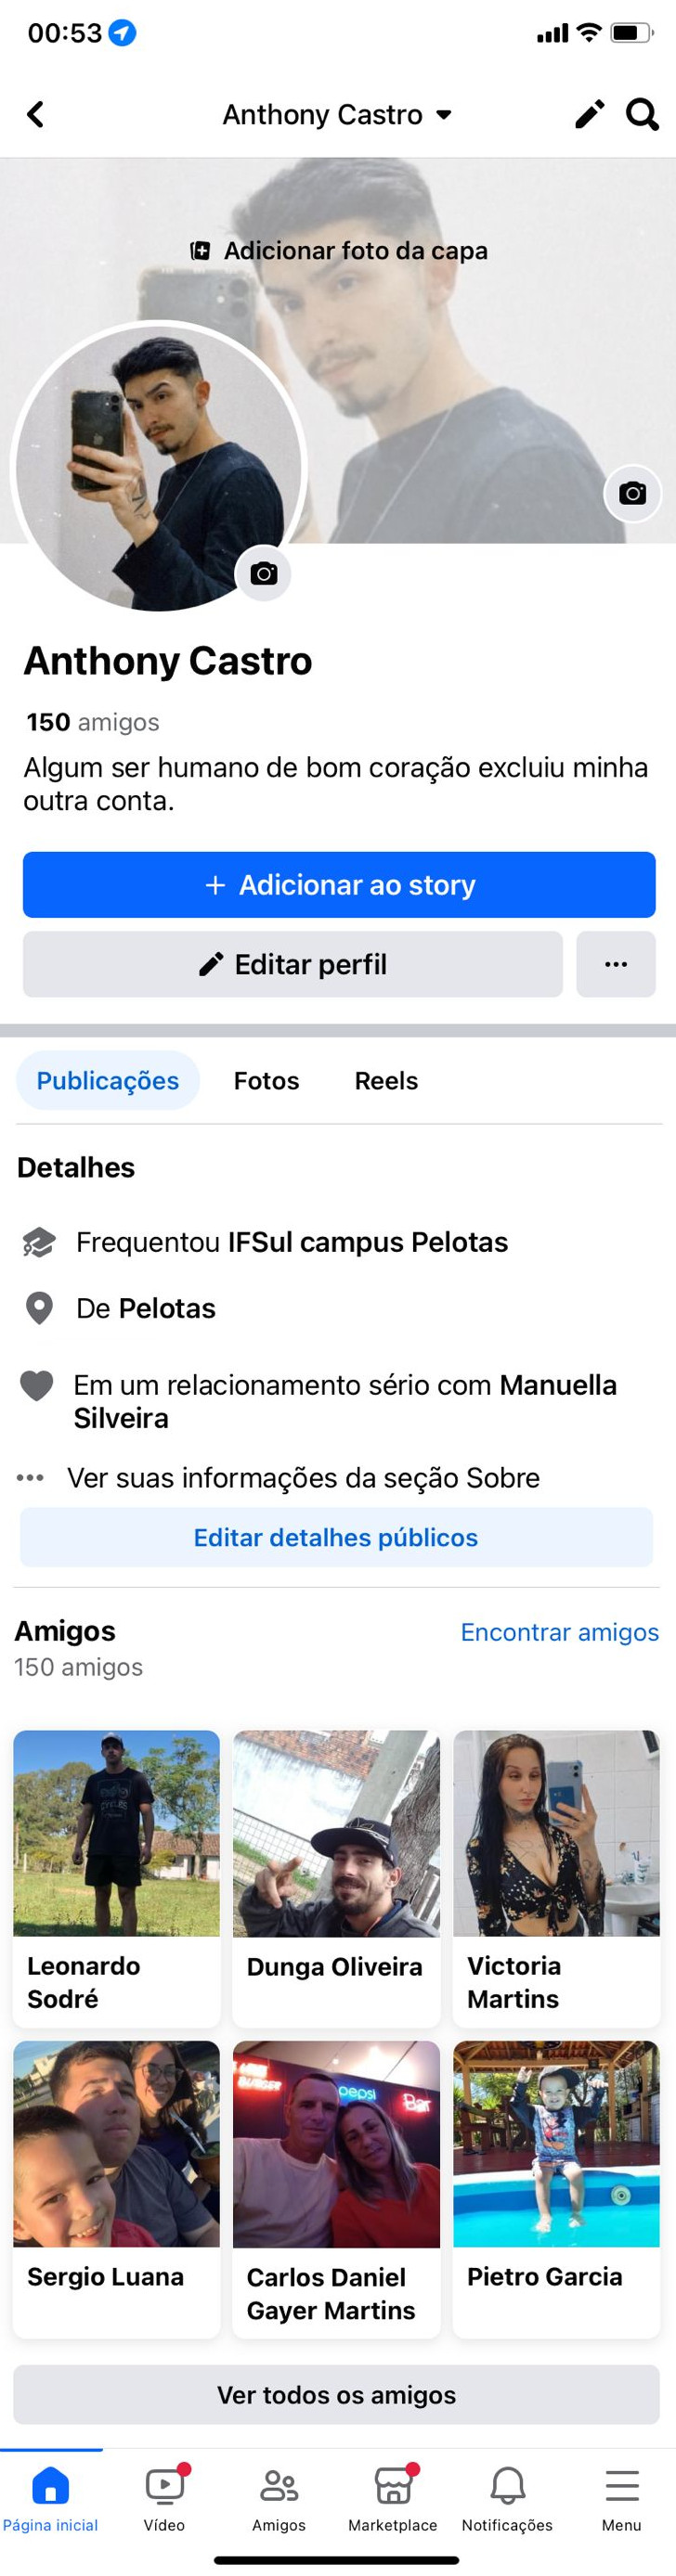 00:53
Anthony Castro
Adicionar foto da capa
Anthony Castro
150 amigos
Algum ser humano de bom coração excluiu minha
outra conta.
+ Adicionar ao story
Editar perfil
Publicações Fotos Reels
Detalhes
Frequentou IFSul campus Pelotas
De Pelotas
Em um relacionamento sério com Manuella
Silveira
Ver suas informações da seção Sobre
Editar detalhes públicos
Amigos Encontrar amigos
150 amigos
pepsi
Bar
BURGER
Leonardo
Sodré
Dunga Oliveira
Victoria
Martins
Sergio Luana
Carlos Daniel
Gayer Martins
Pietro Garcia
Ver todos os amigos
Página inicial Vídeo Amigos Marketplace Notificações Menu